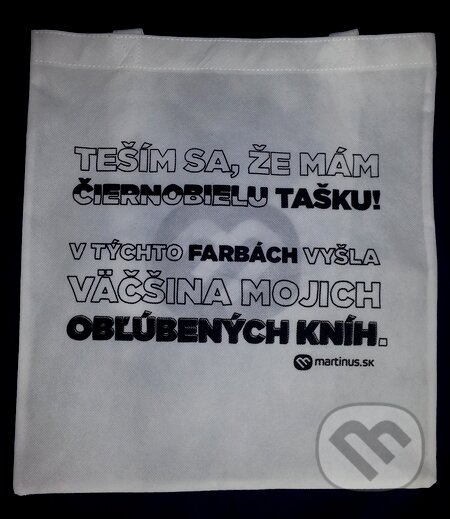 TEŠÍM SA, ŽE MÁM
ČIERNOBIELU TAŠKU!
V TÝCHTO FARBÁCH VYŠLA
VÄČŠINA MOJICH
OBĽÚBENÝCH KNÍH.
martinus.sk